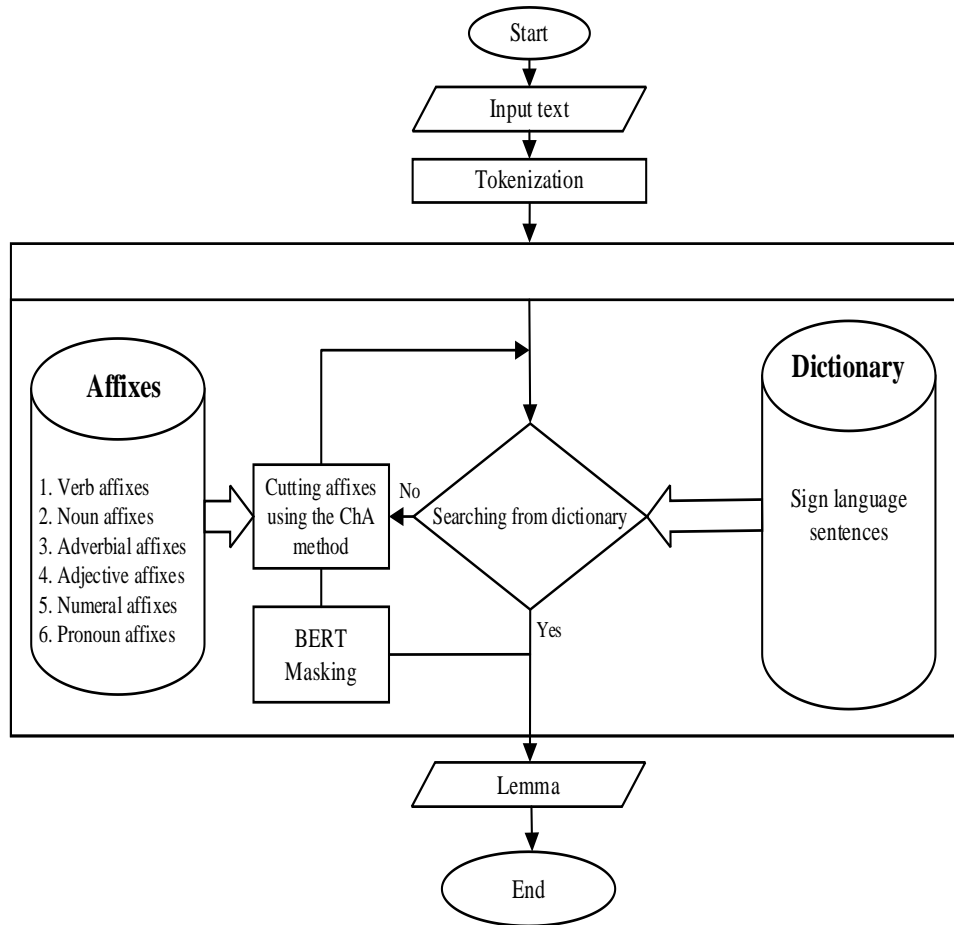 Start
Input text
Tokenization
Affixes
1. Verb affixes
2. Noun affixes
3. Adverbial affixes
4. Adjective affixes
5. Numeral affixes
6. Pronoun affixes
Cutting affixes
using the ChA
method
No
Searching from dictionary
Dictionary
Sign language
sentences
BERT
Masking
Yes
Lemma
End